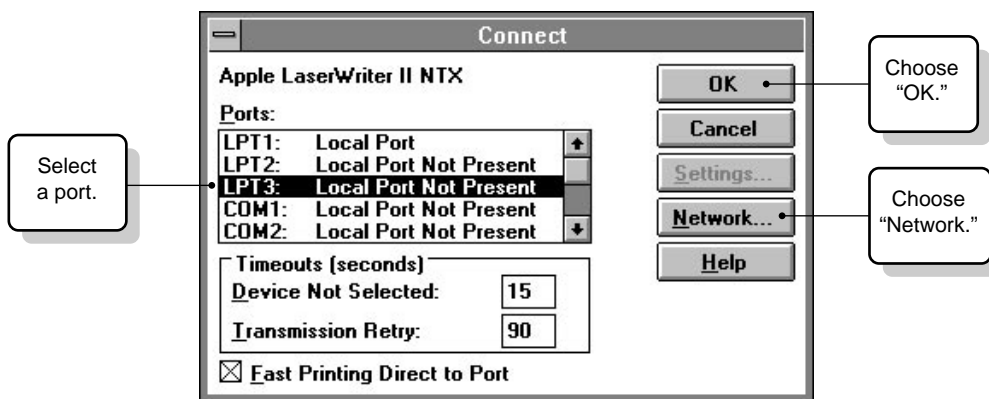 Connect
Apple LaserWriter II NTX
Ports:
LPT1: Local Port
LPT2: Local Port Not Present
LPT3: Local Port Not Present
COM1: Local Port Not Present
COM2: Local Port Not Present
Timeouts (seconds)
Device Not Selected: 15
Transmission Retry: 90
Fast Printing Direct to Port
OK
Cancel
Settings...
Network...
Help
Select
a port.
Choose
“OK.”
Choose
“Network.”